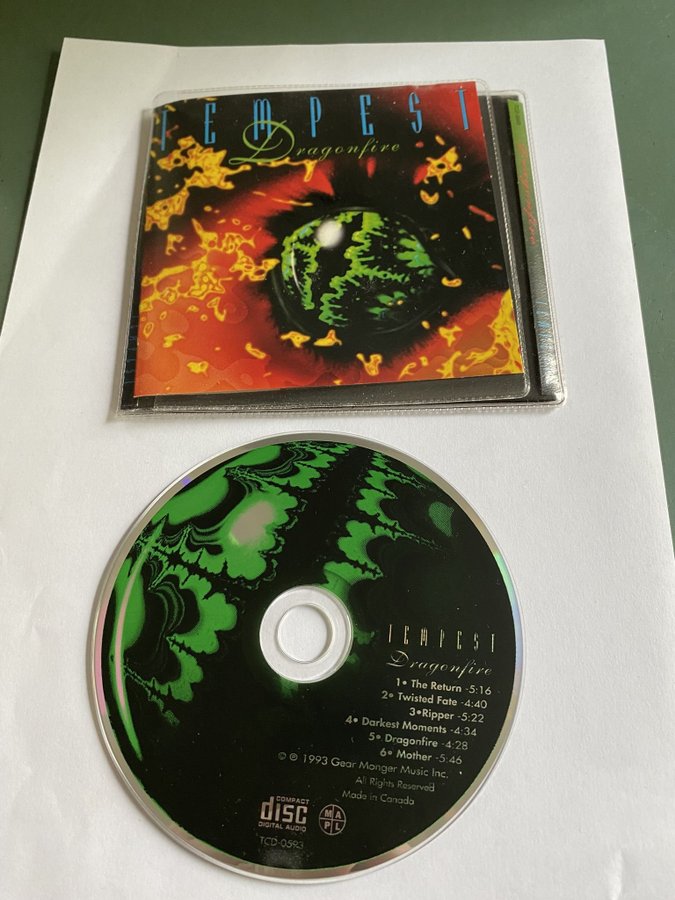 TEMPEST
Dragonfire
TEMPEST
Dragonfire
1• The Return -5:16
2• Twisted Fate -4:40
3•Ripper -5:22
4• Darkest Moments -4:34
5• Dragonfire -4:28
6• Mother -5:46
© ℗ 1993 Gear Monger Music Inc.
All Rights Reserved
Made in Canada
COMPACT
disc
DIGITAL AUDIO
M A
P L
TCD-0593